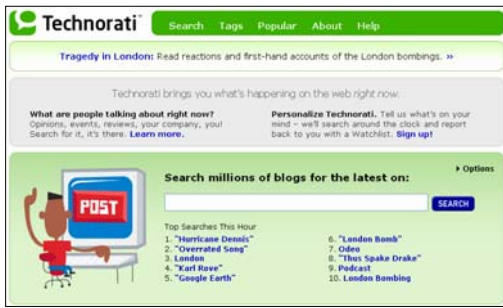 Technorati
Search Tags Popular About Help
Tragedy in London: Read reactions and first-hand accounts of the London bombings. »
Technorati brings you what's happening on the web right now.
What are people talking about right now?
Opinions, events, reviews, your company, you!
Search for it, it's there. Learn more.
Personalize Technorati. Tell us what's on your
mind – we'll search around the clock and report
back to you with a Watchlist. Sign up!
Options
Search millions of blogs for the latest on:
SEARCH
POST
Top Searches This Hour
1. "Hurricane Dennis"
2. "Overrated Song"
3. London
4. "Karl Rove"
5. "Google Earth"
6. "London Bomb"
7. Odeo
8. "Thus Spake Drake"
9. Podcast
10. London Bombing